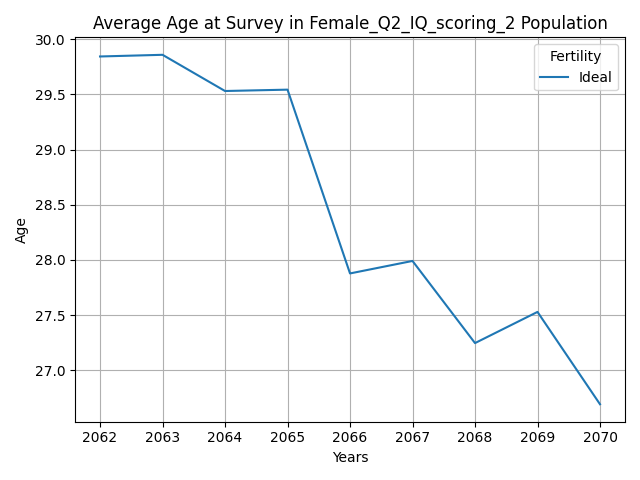 Average Age at Survey in Female_Q2_IQ_scoring_2 Population
30.0
29.5
29.0
28.5
28.0
27.5
27.0
Age
Fertility
Ideal
2062 2063 2064 2065 2066 2067 2068 2069 2070
Years